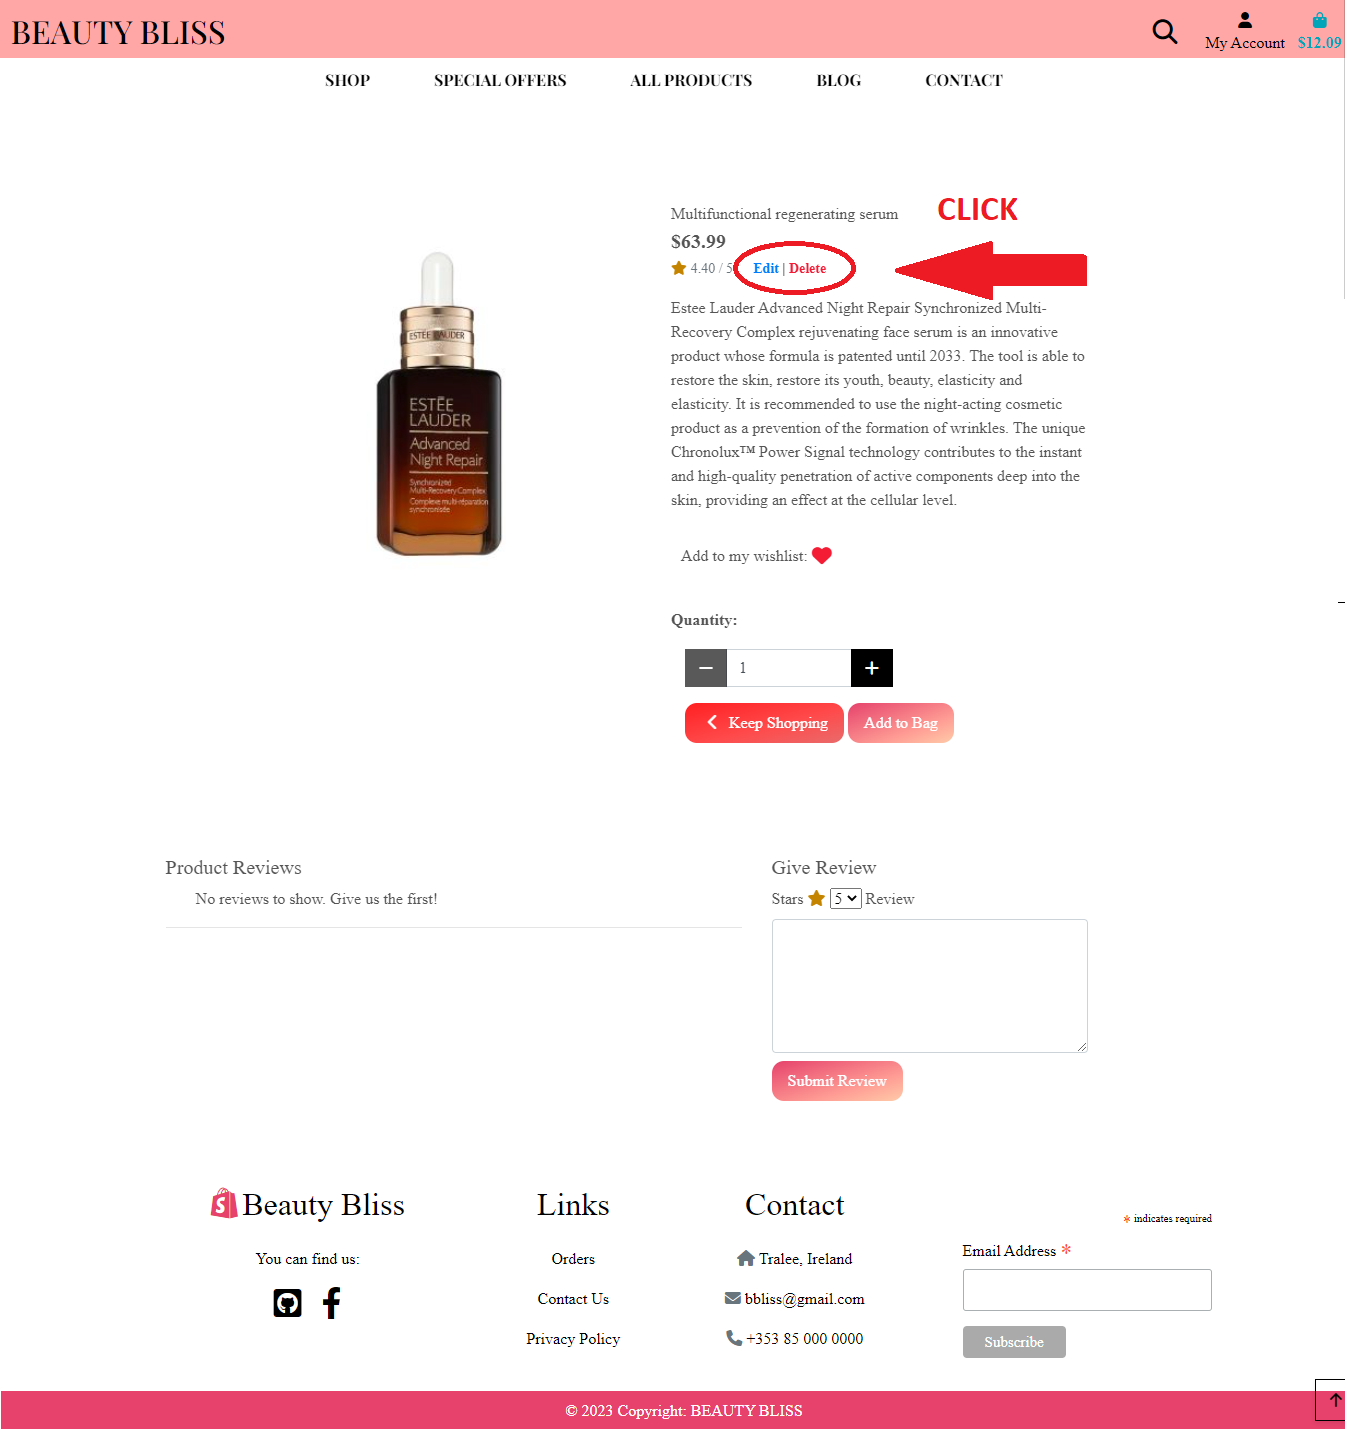 BEAUTY BLISS
My Account
$12.09
SHOP
SPECIAL OFFERS
ALL PRODUCTS
BLOG
CONTACT
Multifunctional regenerating serum
CLICK
$63.99
4.40 / 5
Edit | Delete
Estee Lauder Advanced Night Repair Synchronized Multi-
Recovery Complex rejuvenating face serum is an innovative
product whose formula is patented until 2033. The tool is able to
restore the skin, restore its youth, beauty, elasticity and
elasticity. It is recommended to use the night-acting cosmetic
product as a prevention of the formation of wrinkles. The unique
Chronolux™ Power Signal technology contributes to the instant
and high-quality penetration of active components deep into the
skin, providing an effect at the cellular level.
ESTĒE LAUDER
ESTĒE
LAUDER
Advanced
Night Repair
Synchronized
Multi-Recovery Complex
Complexe multi-réparation
synchronisée
Add to my wishlist:
Quantity:
1
Keep Shopping
Add to Bag
Product Reviews
No reviews to show. Give us the first!
Give Review
Stars 5 Review
Submit Review
Beauty Bliss
You can find us:
Links
Orders
Contact Us
Privacy Policy
Contact
Tralee, Ireland
bbliss@gmail.com
+353 85 000 0000
* indicates required
Email Address *
Subscribe
© 2023 Copyright: BEAUTY BLISS